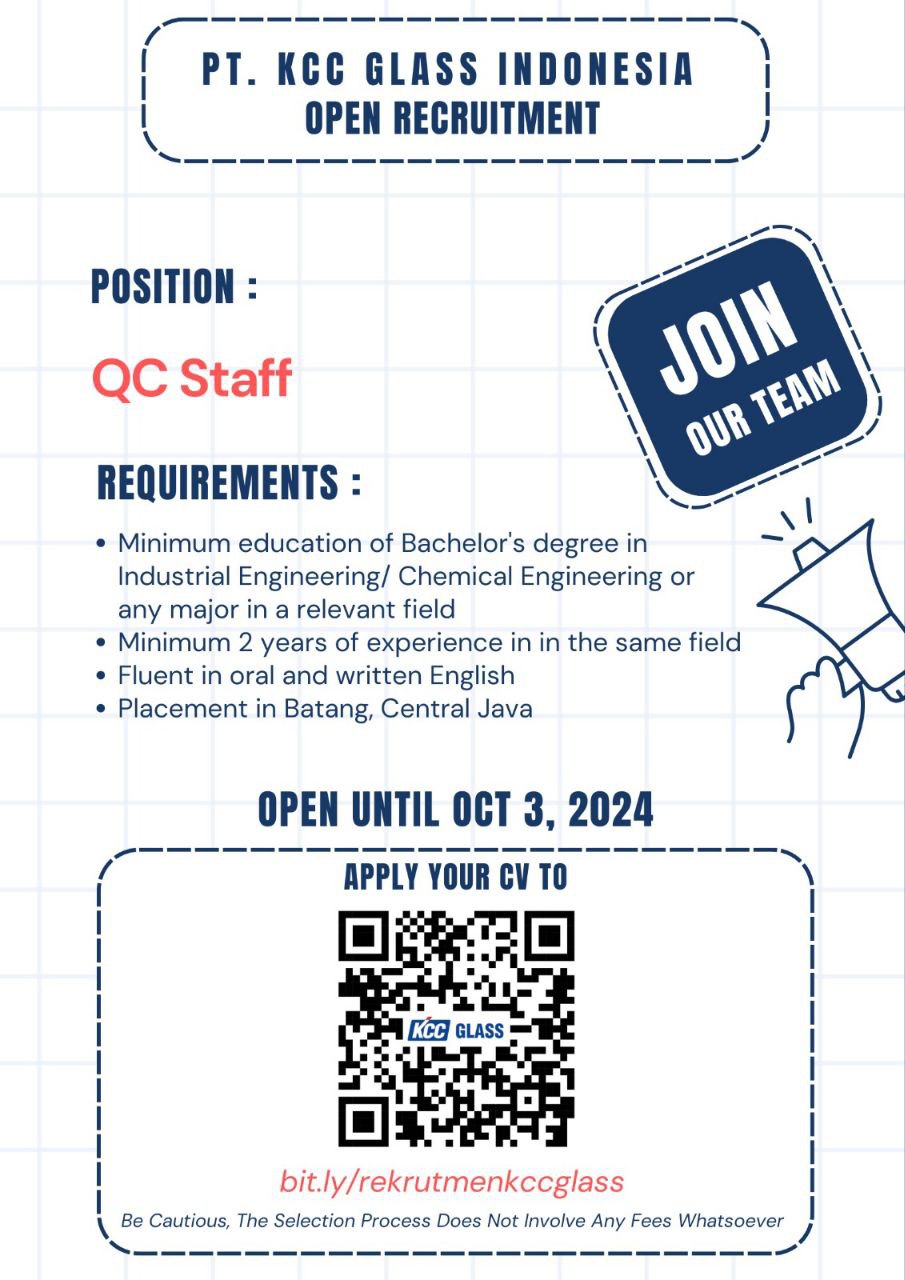 PT. KCC GLASS INDONESIA
OPEN RECRUITMENT
POSITION :
QC Staff
JOIN
OUR TEAM
REQUIREMENTS :
• Minimum education of Bachelor's degree in
Industrial Engineering/ Chemical Engineering or
any major in a relevant field
• Minimum 2 years of experience in in the same field
• Fluent in oral and written English
• Placement in Batang, Central Java
OPEN UNTIL OCT 3, 2024
APPLY YOUR CV TO
KCC GLASS
bit.ly/rekrutmenkccglass
Be Cautious, The Selection Process Does Not Involve Any Fees Whatsoever